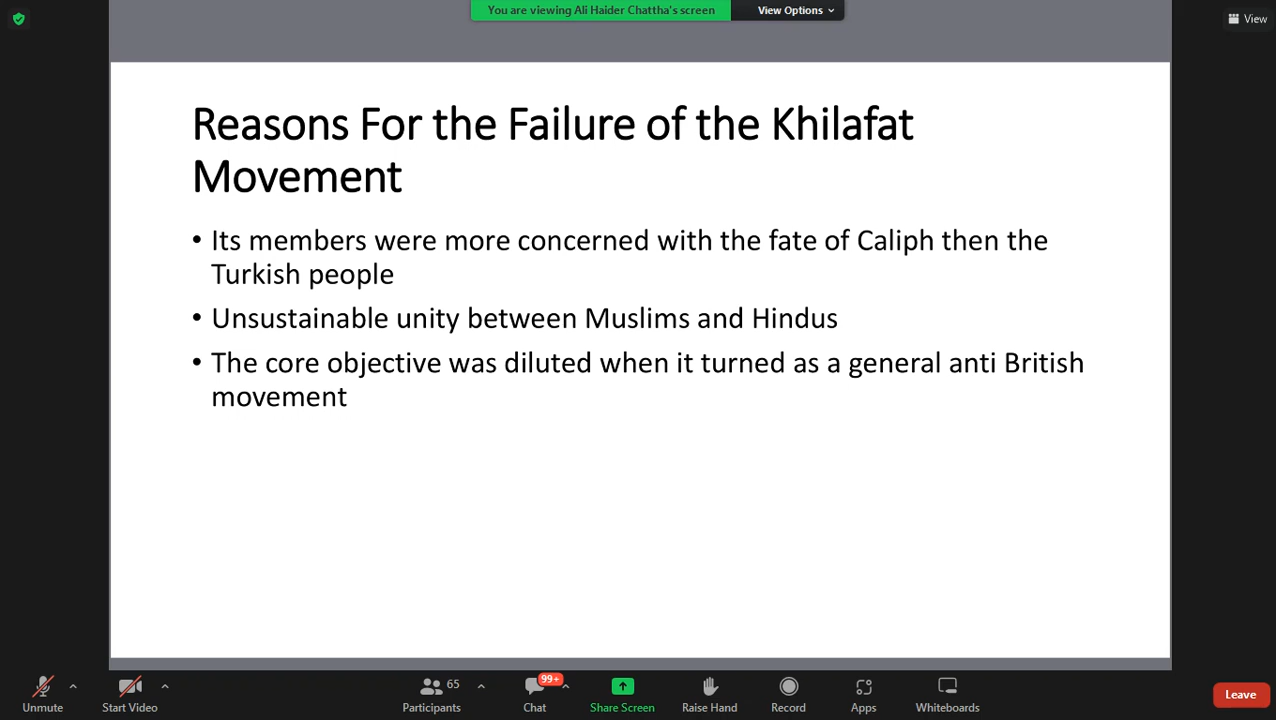 You are viewing Ali Haider Chattha's screen
View Options
View
Reasons For the Failure of the Khilafat
Movement
• Its members were more concerned with the fate of Caliph then the
Turkish people
• Unsustainable unity between Muslims and Hindus
• The core objective was diluted when it turned as a general anti British
movement
Unmute
Start Video
65
Participants
99+
Chat
Share Screen
Raise Hand
Record
Apps
Whiteboards
Leave